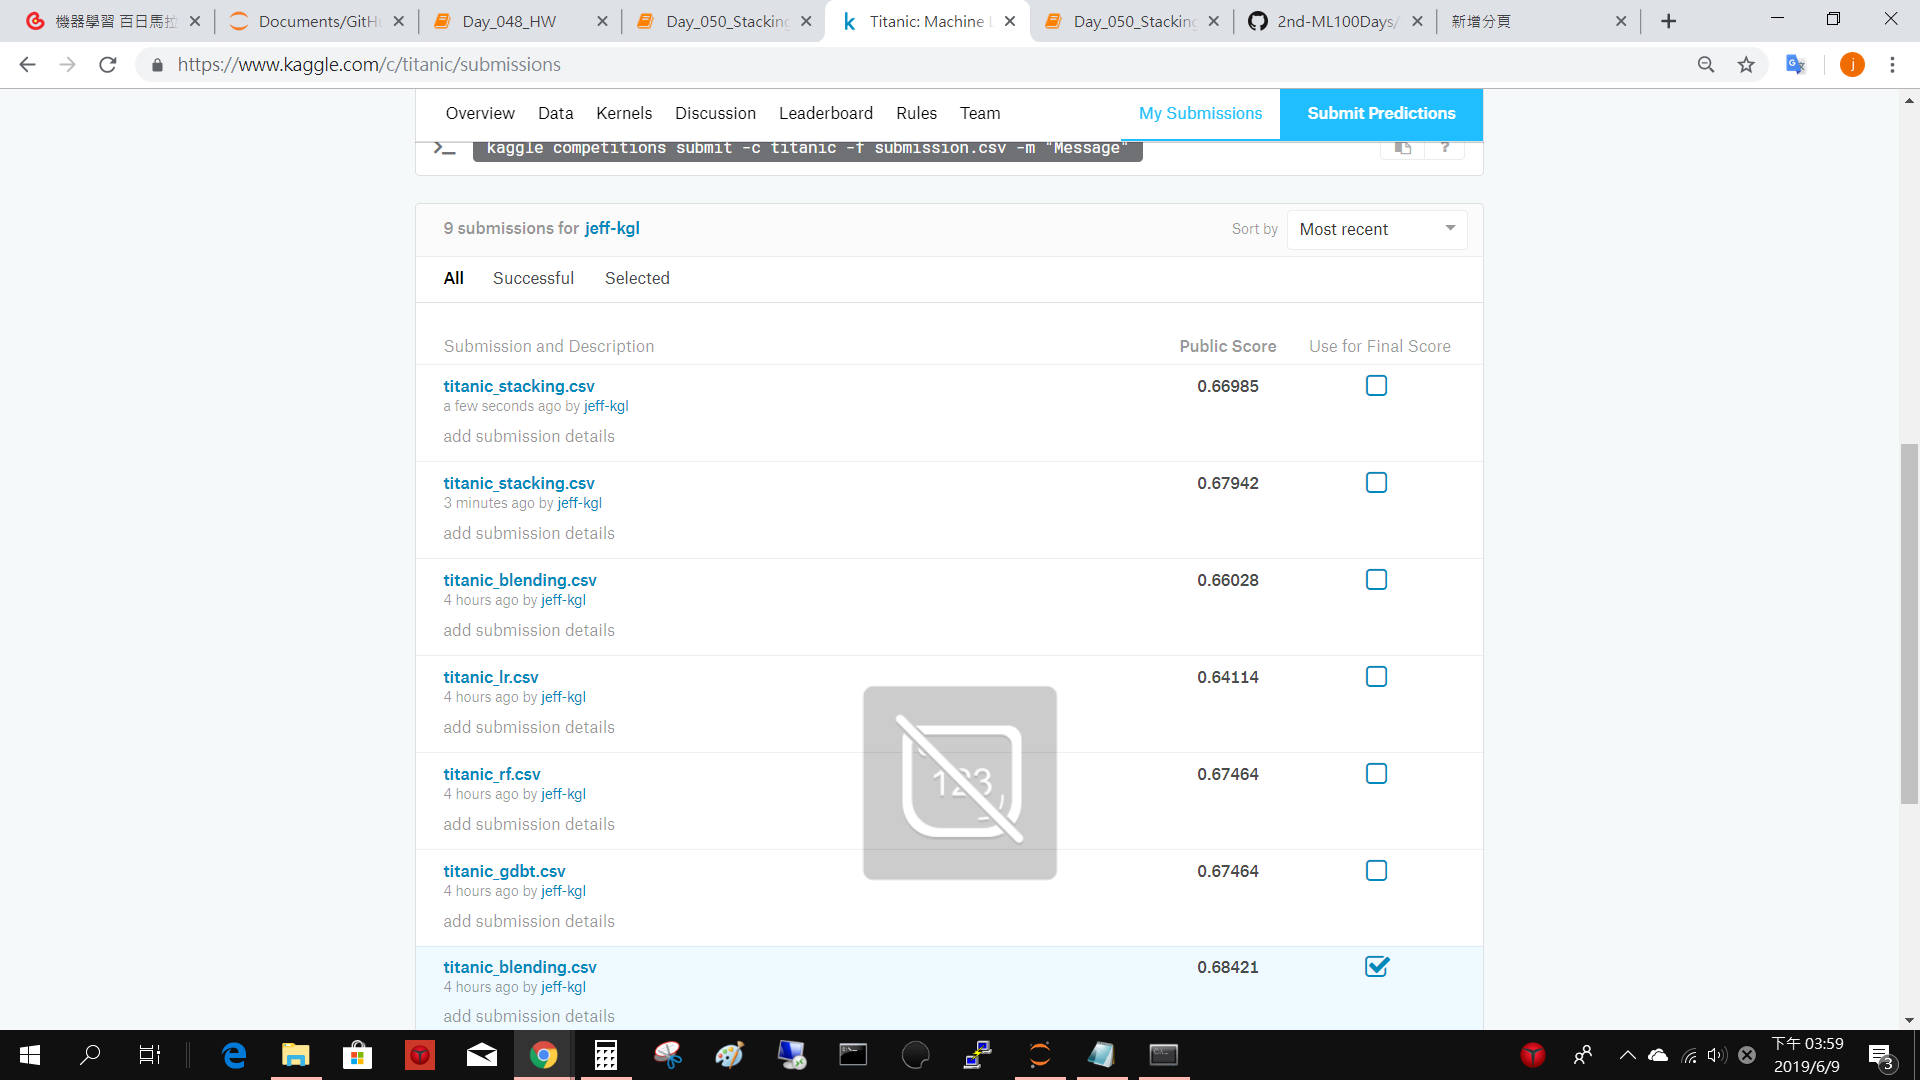 機器學習 百日馬拉
Documents/GitHu
Day_048_HW
Day_050_Stacking
Titanic: Machine L
Day_050_Stacking
2nd-ML100Days/
新增分頁
https://www.kaggle.com/c/titanic/submissions
j
Overview Data Kernels Discussion Leaderboard Rules Team My Submissions Submit Predictions
kaggle competitions submit -c titanic -f submission.csv -m "Message"
?
9 submissions for jeff-kgl
Sort by Most recent
All Successful Selected
Submission and Description Public Score Use for Final Score
titanic_stacking.csv 0.66985
a few seconds ago by jeff-kgl
add submission details
titanic_stacking.csv 0.67942
3 minutes ago by jeff-kgl
add submission details
titanic_blending.csv 0.66028
4 hours ago by jeff-kgl
add submission details
titanic_lr.csv 0.64114
4 hours ago by jeff-kgl
add submission details
titanic_rf.csv 0.67464
4 hours ago by jeff-kgl
add submission details
titanic_gdbt.csv 0.67464
4 hours ago by jeff-kgl
add submission details
123
titanic_blending.csv 0.68421
4 hours ago by jeff-kgl
add submission details
下午 03:59
2019/6/9
3